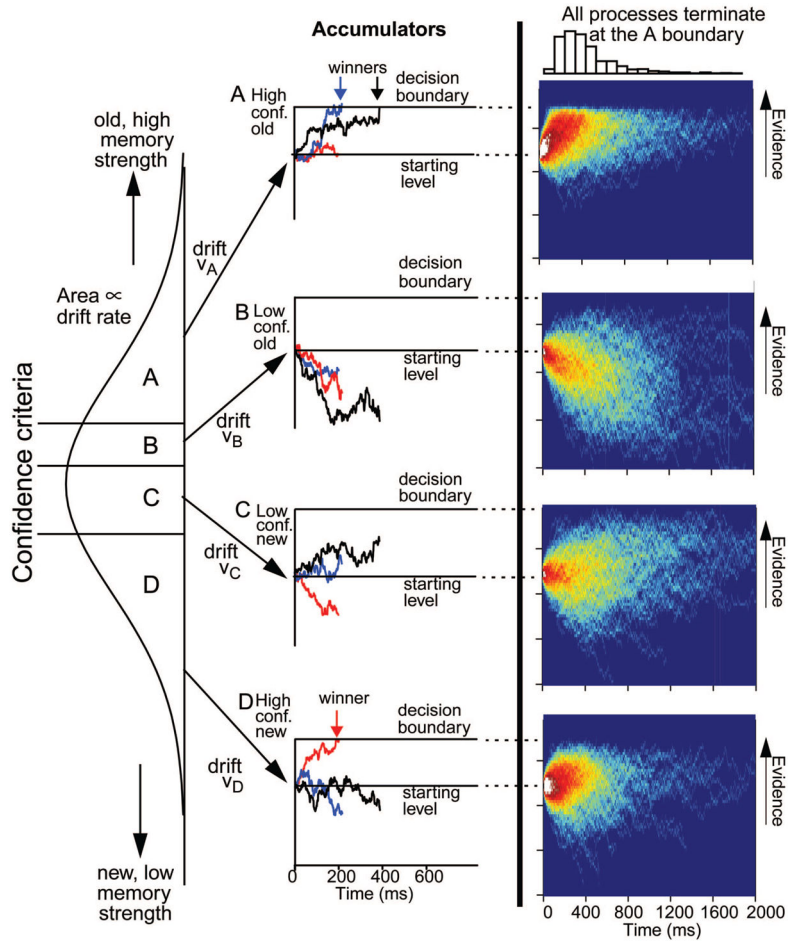 Accumulators
All processes terminate
at the A boundary
winners
A High
conf.
old
decision
boundary
starting
level
Evidence
old, high
memory
strength
drift
vA
Area ∝
drift rate
Confidence criteria
A
B
C
D
B Low
conf.
old
decision
boundary
starting
level
Evidence
drift
vB
C Low
conf.
new
decision
boundary
starting
level
Evidence
drift
vC
D High
conf.
new
winner
decision
boundary
starting
level
Evidence
drift
vD
new, low
memory
strength
0 200 400 600
Time (ms)
0 400 800 1200 1600 2000
Time (ms)